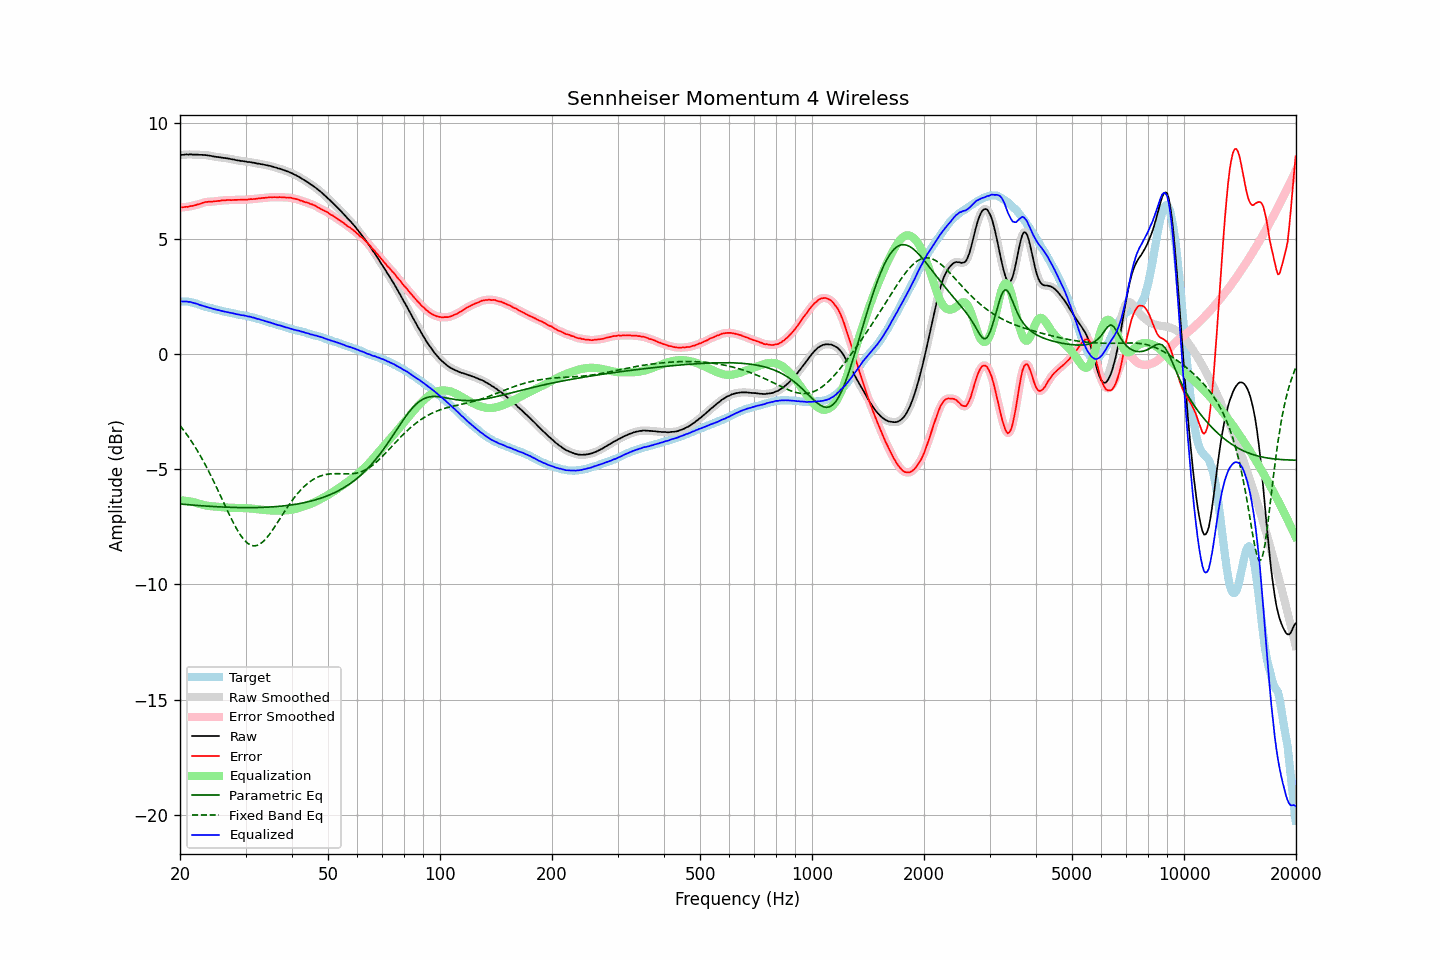 Sennheiser Momentum 4 Wireless
10
5
0
−5
−10
−15
−20
Amplitude (dBr)
Target
Raw Smoothed
Error Smoothed
Raw
Error
Equalization
Parametric Eq
Fixed Band Eq
Equalized
20 50 100 200 500 1000 2000 5000 10000 20000
Frequency (Hz)